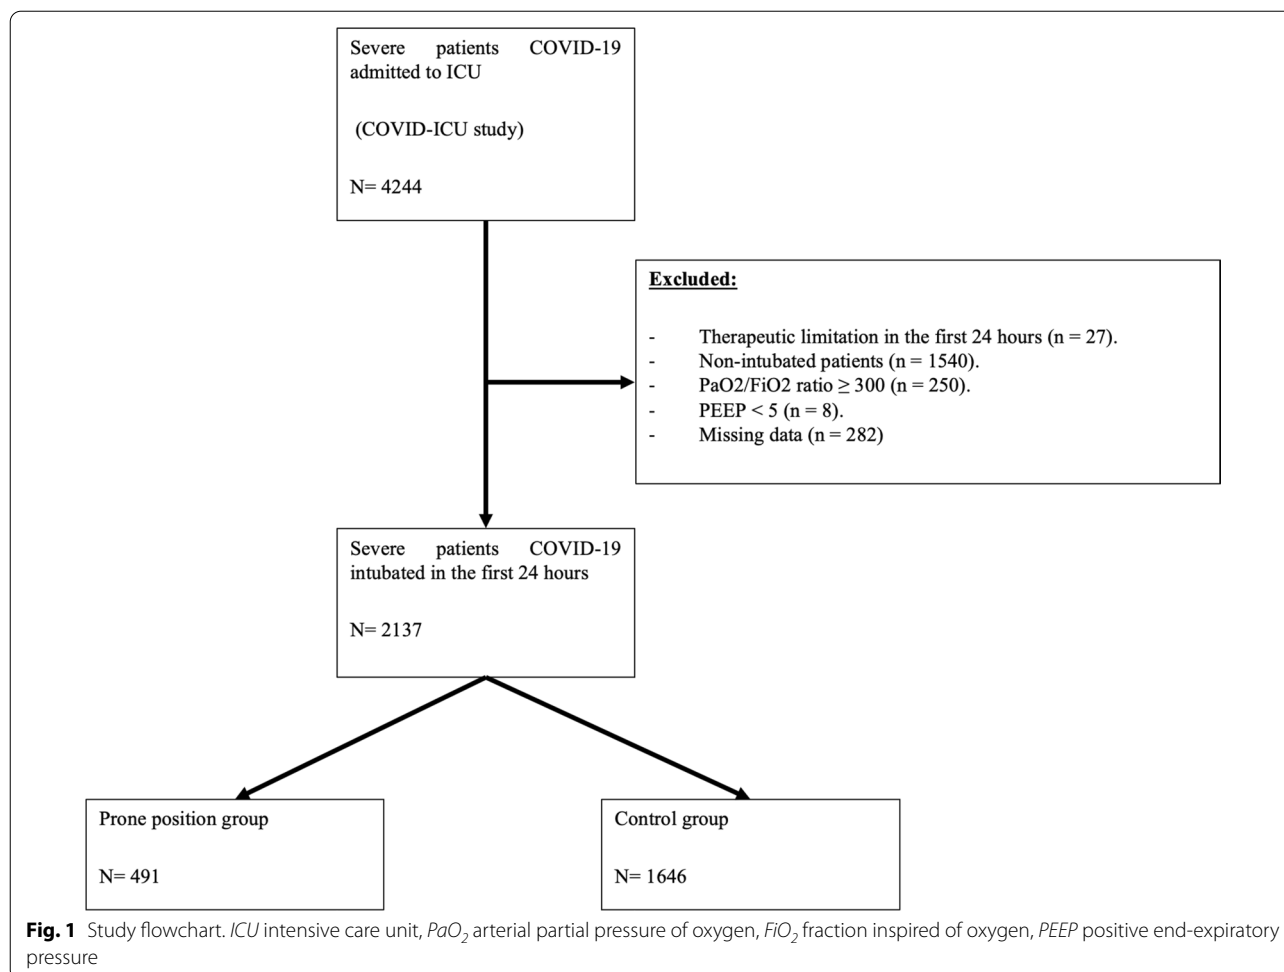 Severe patients COVID-19
admitted to ICU
(COVID-ICU study)
N= 4244
Excluded:
- Therapeutic limitation in the first 24 hours (n = 27).
- Non-intubated patients (n = 1540).
- PaO2/FiO2 ratio ≥ 300 (n = 250).
- PEEP < 5 (n = 8).
- Missing data (n = 282)
Severe patients COVID-19
intubated in the first 24 hours
N= 2137
Prone position group
N= 491
Control group
N= 1646
Fig. 1 Study flowchart. ICU intensive care unit, PaO2 arterial partial pressure of oxygen, FiO2 fraction inspired of oxygen, PEEP positive end-expiratory
pressure